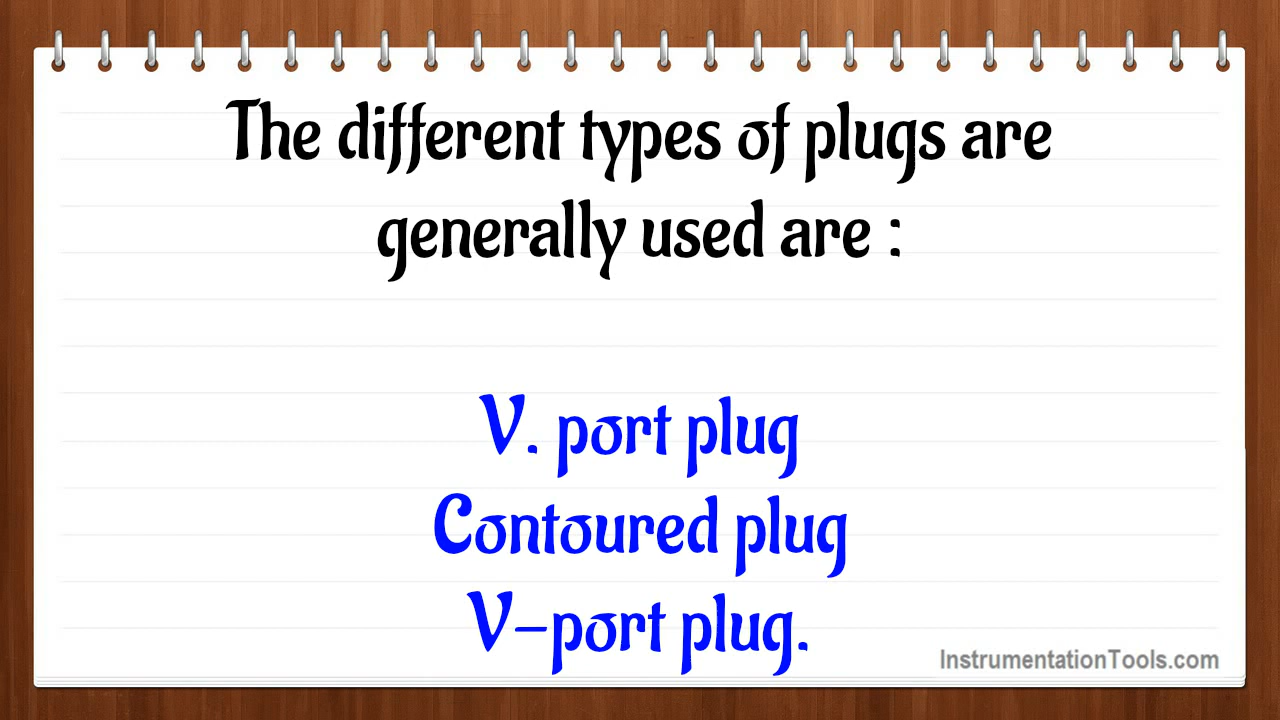 The different types of plugs are
generally used are :
V. port plug
Contoured plug
V-port plug.
InstrumentationTools.com